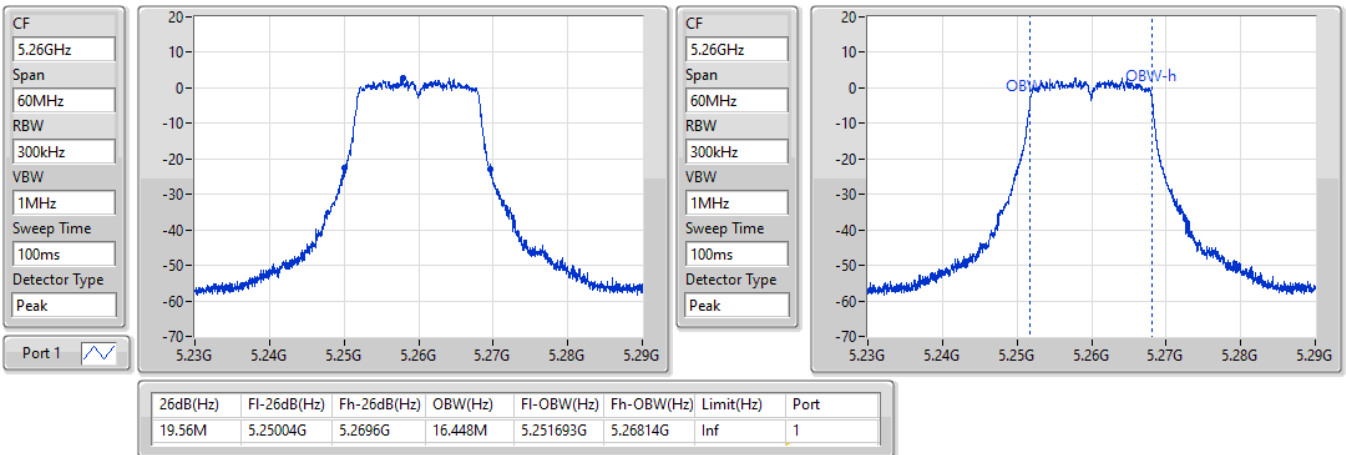 CF
5.26GHz
Span
60MHz
RBW
300kHz
VBW
1MHz
Sweep Time
100ms
Detector Type
Peak
Port 1
20
10
0
-10
-20
-30
-40
-50
-60
-70
5.23G 5.24G 5.25G 5.26G 5.27G 5.28G 5.29G
CF
5.26GHz
Span
60MHz
RBW
300kHz
VBW
1MHz
Sweep Time
100ms
Detector Type
Peak
20
10
0
-10
-20
-30
-40
-50
-60
-70
OBW-h
5.23G 5.24G 5.25G 5.26G 5.27G 5.28G 5.29G
26dB(Hz) Fl-26dB(Hz) Fh-26dB(Hz) OBW(Hz) Fl-OBW(Hz) Fh-OBW(Hz) Limit(Hz) Port
19.56M 5.25004G 5.2696G 16.448M 5.251693G 5.26814G Inf 1